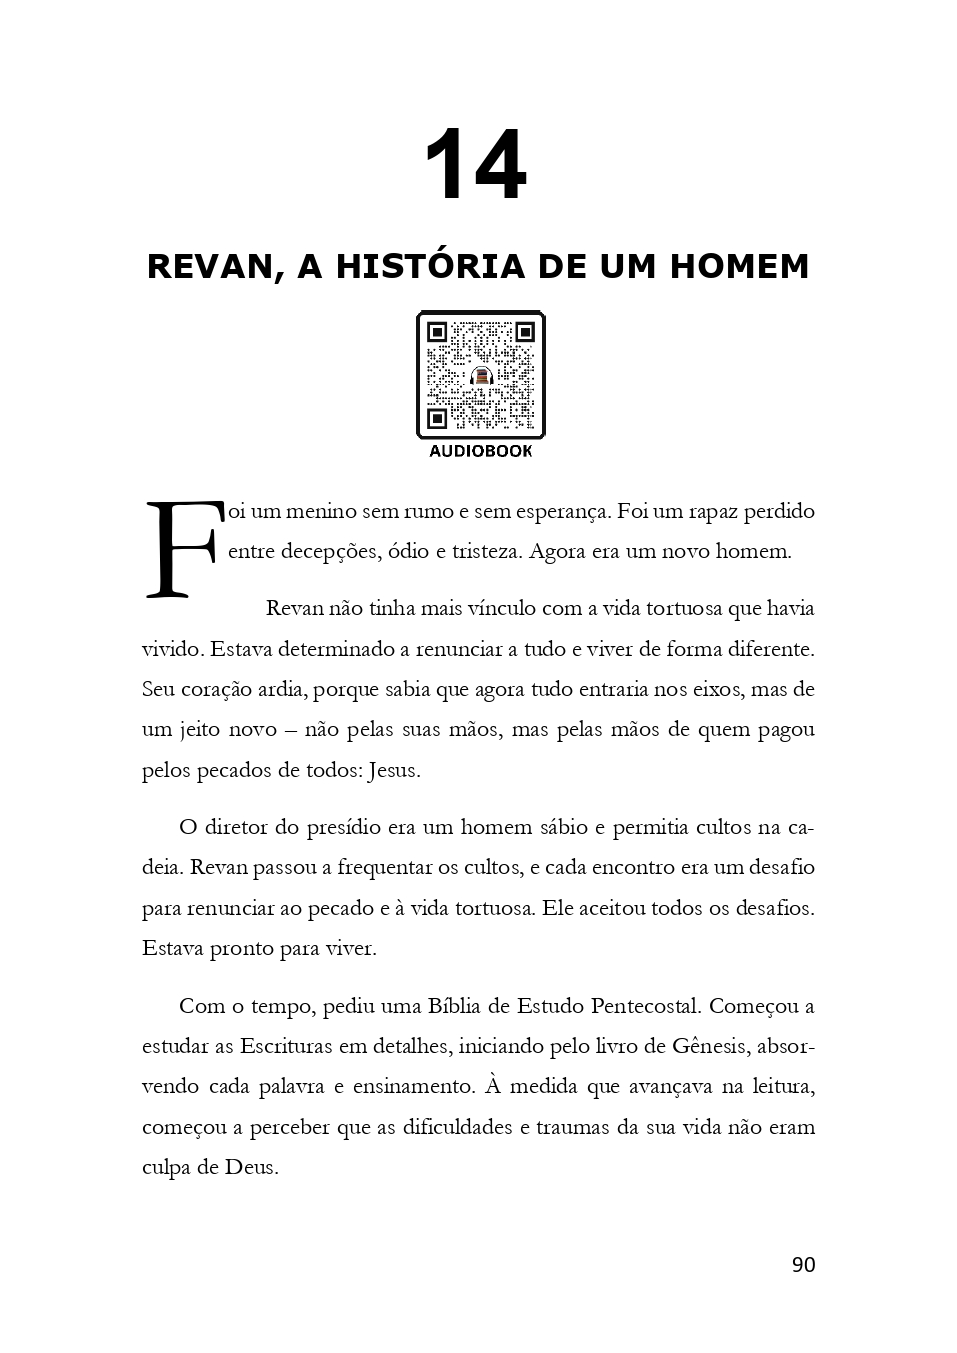 14
REVAN, A HISTÓRIA DE UM HOMEM
AUDIOBOOK
Foi um menino sem rumo e sem esperança. Foi um rapaz perdido
entre decepções, ódio e tristeza. Agora era um novo homem.
Revan não tinha mais vínculo com a vida tortuosa que havia
vivido. Estava determinado a renunciar a tudo e viver de forma diferente.
Seu coração ardia, porque sabia que agora tudo entraria nos eixos, mas de
um jeito novo – não pelas suas mãos, mas pelas mãos de quem pagou
pelos pecados de todos: Jesus.
O diretor do presídio era um homem sábio e permitia cultos na ca-
deia. Revan passou a frequentar os cultos, e cada encontro era um desafio
para renunciar ao pecado e à vida tortuosa. Ele aceitou todos os desafios.
Estava pronto para viver.
Com o tempo, pediu uma Bíblia de Estudo Pentecostal. Começou a
estudar as Escrituras em detalhes, iniciando pelo livro de Gênesis, absor-
vendo cada palavra e ensinamento. À medida que avançava na leitura,
começou a perceber que as dificuldades e traumas da sua vida não eram
culpa de Deus.
90